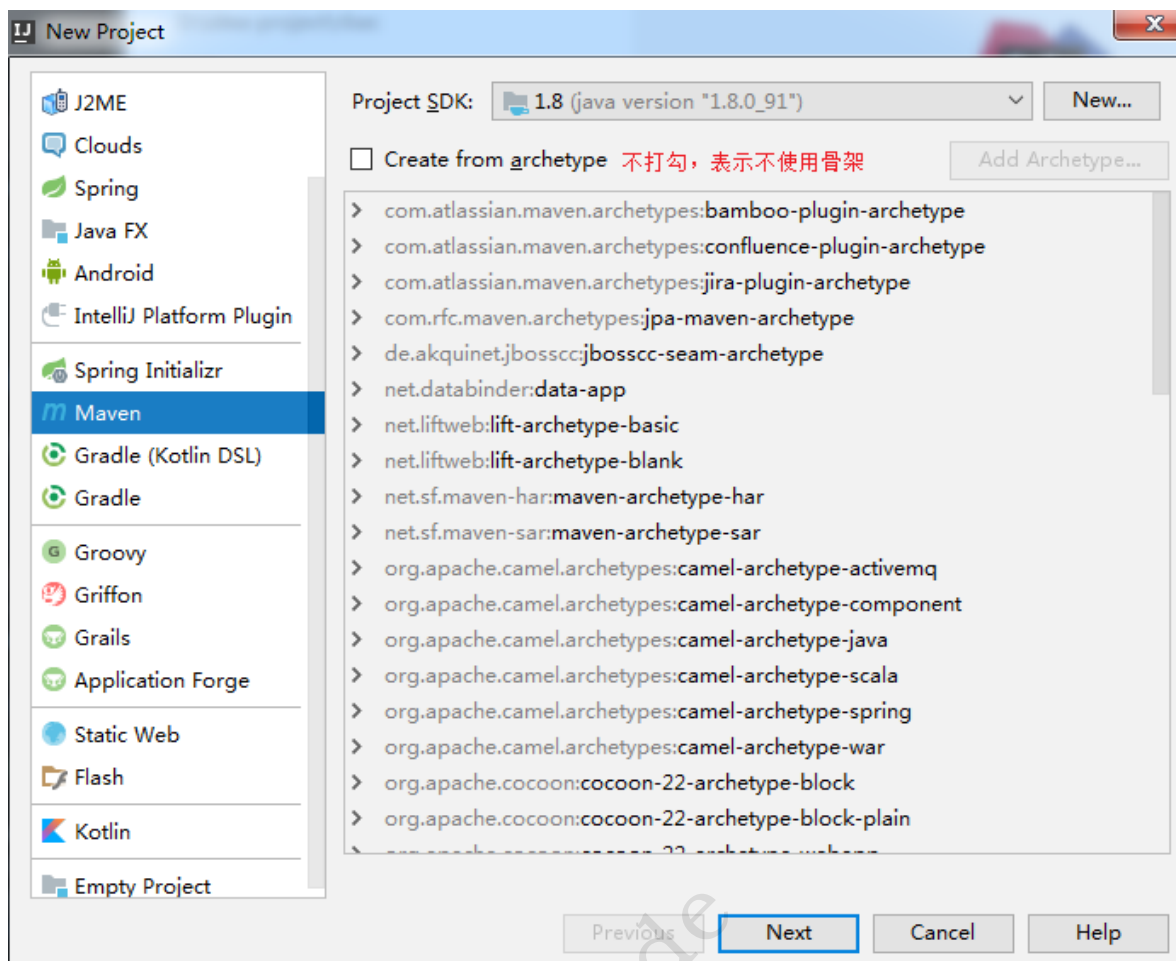 New Project
J2ME
Clouds
Spring
Java FX
Android
IntelliJ Platform Plugin
Spring Initializr
Maven
Gradle (Kotlin DSL)
Gradle
Groovy
Griffon
Grails
Application Forge
Static Web
Flash
Kotlin
Empty Project
Project SDK: 1.8 (java version "1.8.0_91") New...
Create from archetype 不打勾，表示不使用骨架 Add Archetype...
com.atlassian.maven.archetypes:bamboo-plugin-archetype
com.atlassian.maven.archetypes:confluence-plugin-archetype
com.atlassian.maven.archetypes:jira-plugin-archetype
com.rfc.maven.archetypes:jpa-maven-archetype
de.akquinet.jbosscc:jbosscc-seam-archetype
net.databinder:data-app
net.liftweb:lift-archetype-basic
net.liftweb:lift-archetype-blank
net.sf.maven-har:maven-archetype-har
net.sf.maven-sar:maven-archetype-sar
org.apache.camel.archetypes:camel-archetype-activemq
org.apache.camel.archetypes:camel-archetype-component
org.apache.camel.archetypes:camel-archetype-java
org.apache.camel.archetypes:camel-archetype-scala
org.apache.camel.archetypes:camel-archetype-spring
org.apache.camel.archetypes:camel-archetype-war
org.apache.cocoon:cocoon-22-archetype-block
org.apache.cocoon:cocoon-22-archetype-block-plain
Previous Next Cancel Help